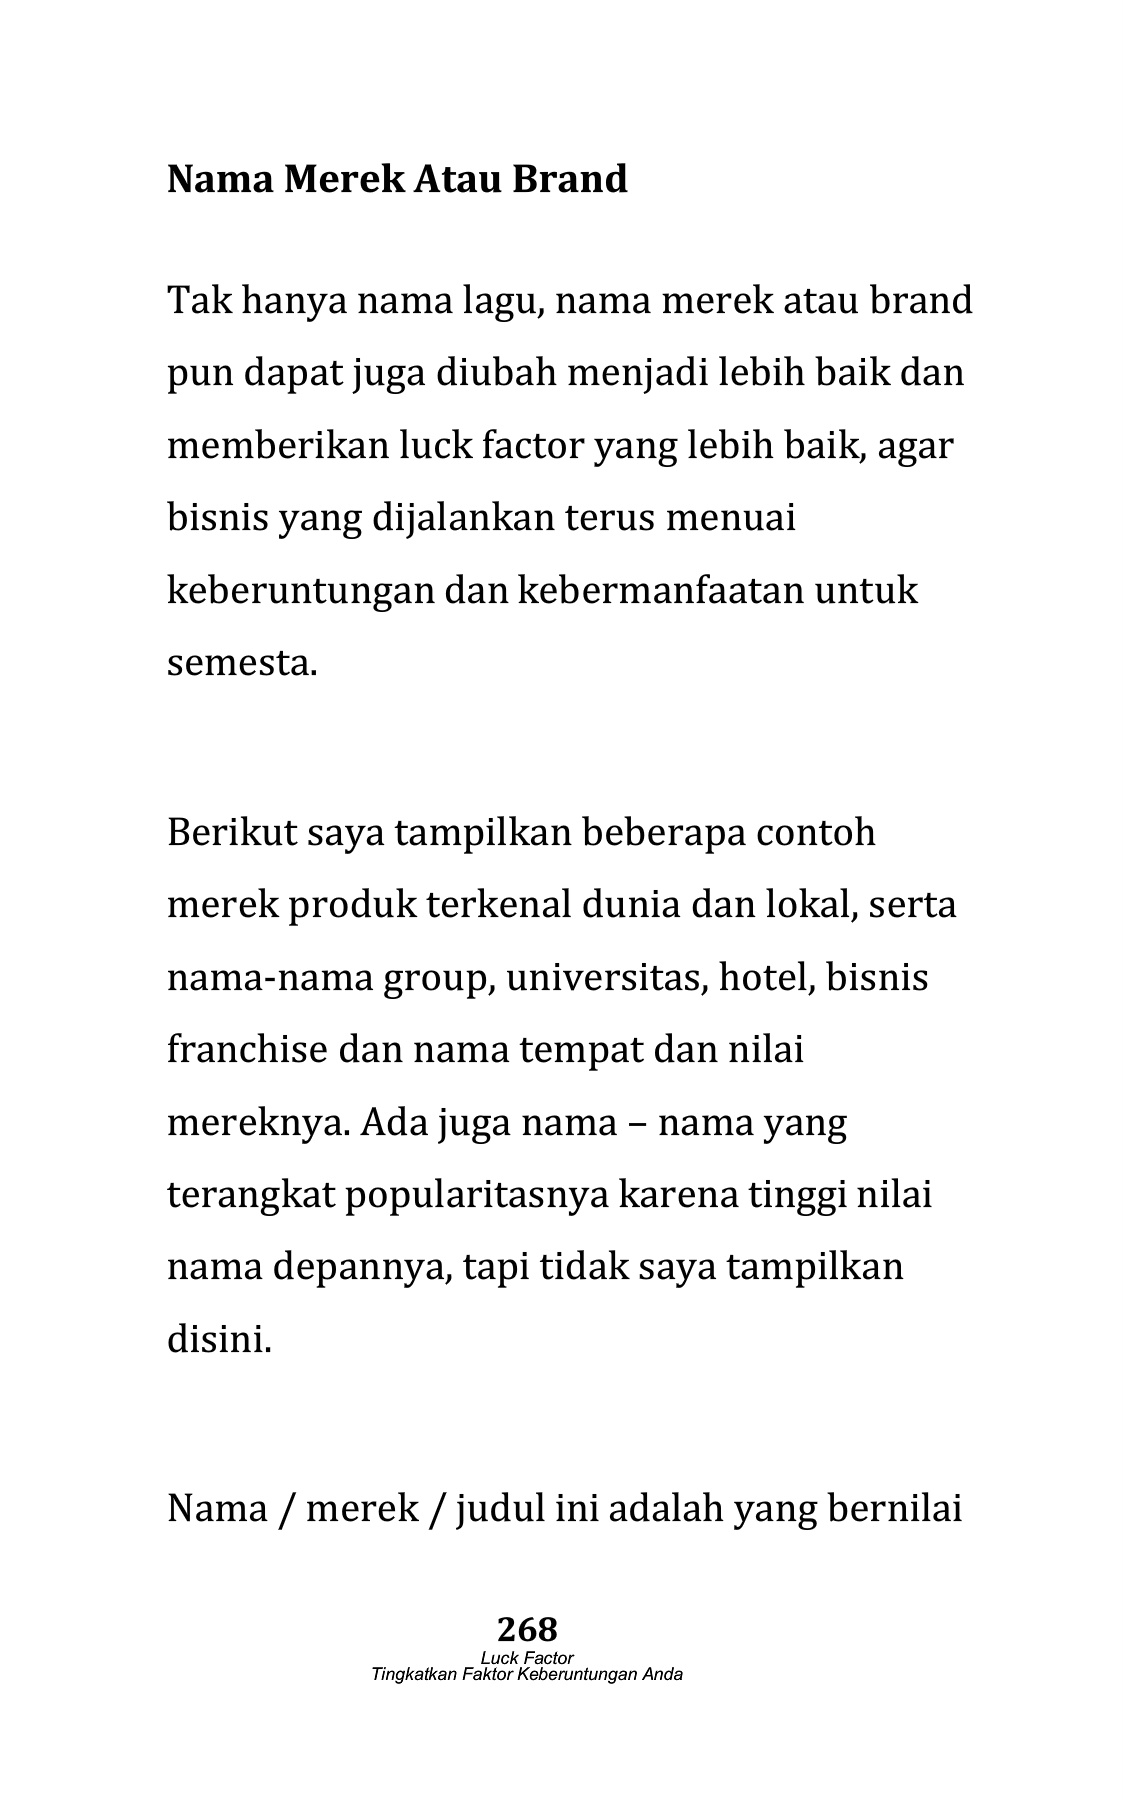 Nama Merek Atau Brand
Tak hanya nama lagu, nama merek atau brand
pun dapat juga diubah menjadi lebih baik dan
memberikan luck factor yang lebih baik, agar
bisnis yang dijalankan terus menuai
keberuntungan dan kebermanfaatan untuk
semesta.
Berikut saya tampilkan beberapa contoh
merek produk terkenal dunia dan lokal, serta
nama-nama group, universitas, hotel, bisnis
franchise dan nama tempat dan nilai
mereknya. Ada juga nama – nama yang
terangkat popularitasnya karena tinggi nilai
nama depannya, tapi tidak saya tampilkan
disini.
Nama / merek / judul ini adalah yang bernilai
268
Luck Factor
Tingkatkan Faktor Keberuntungan Anda